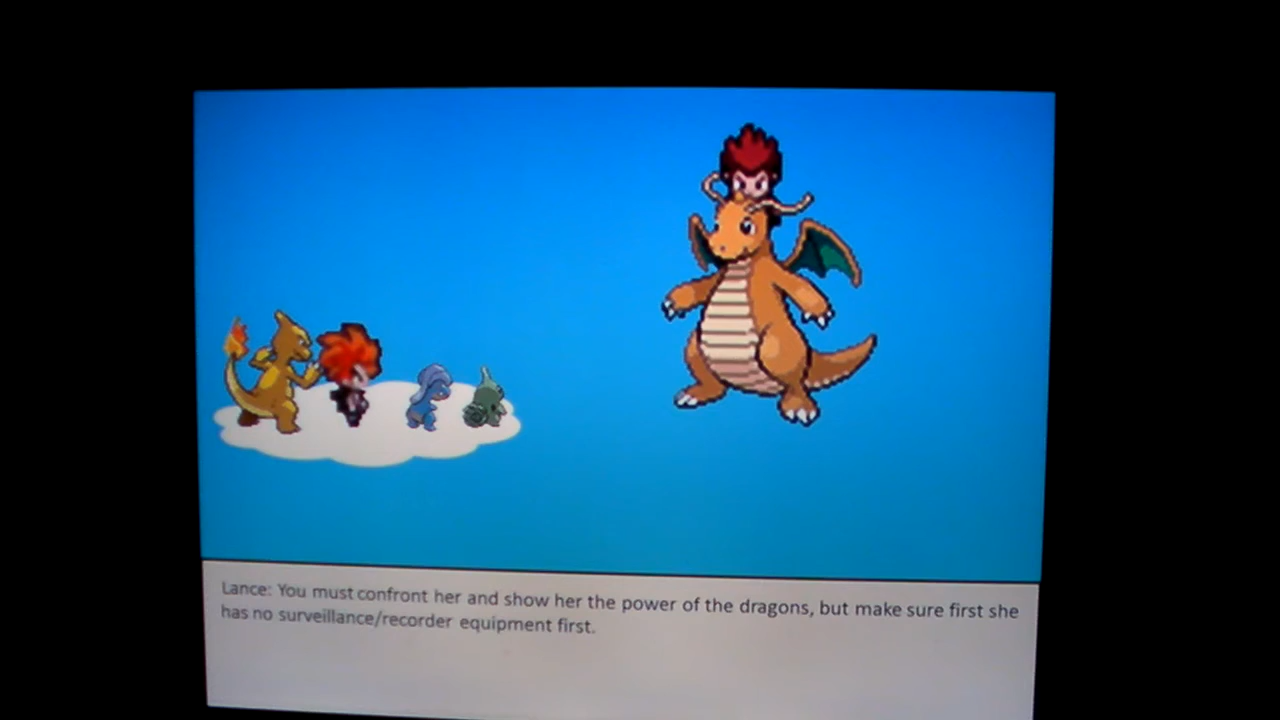 Lance: You must confront her and show her the power of the dragons, but make sure first she
has no surveillance/recorder equipment first.